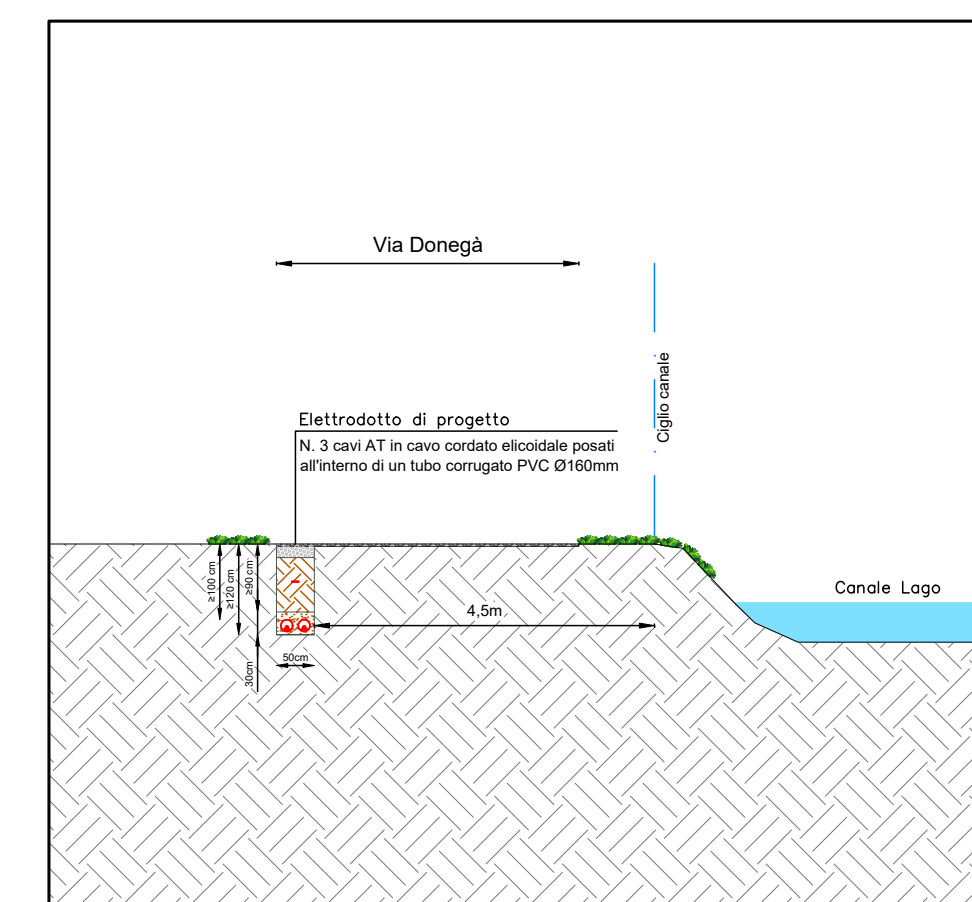 Via Donegà
Ciglio canale
Elettrodotto di progetto
N. 3 cavi AT in cavo cordato elicoidale posati
all'interno di un tubo corrugato PVC Ø160mm
≥100 cm
≥120 cm
≥90 cm
30cm
50cm
4,5m
Canale Lago